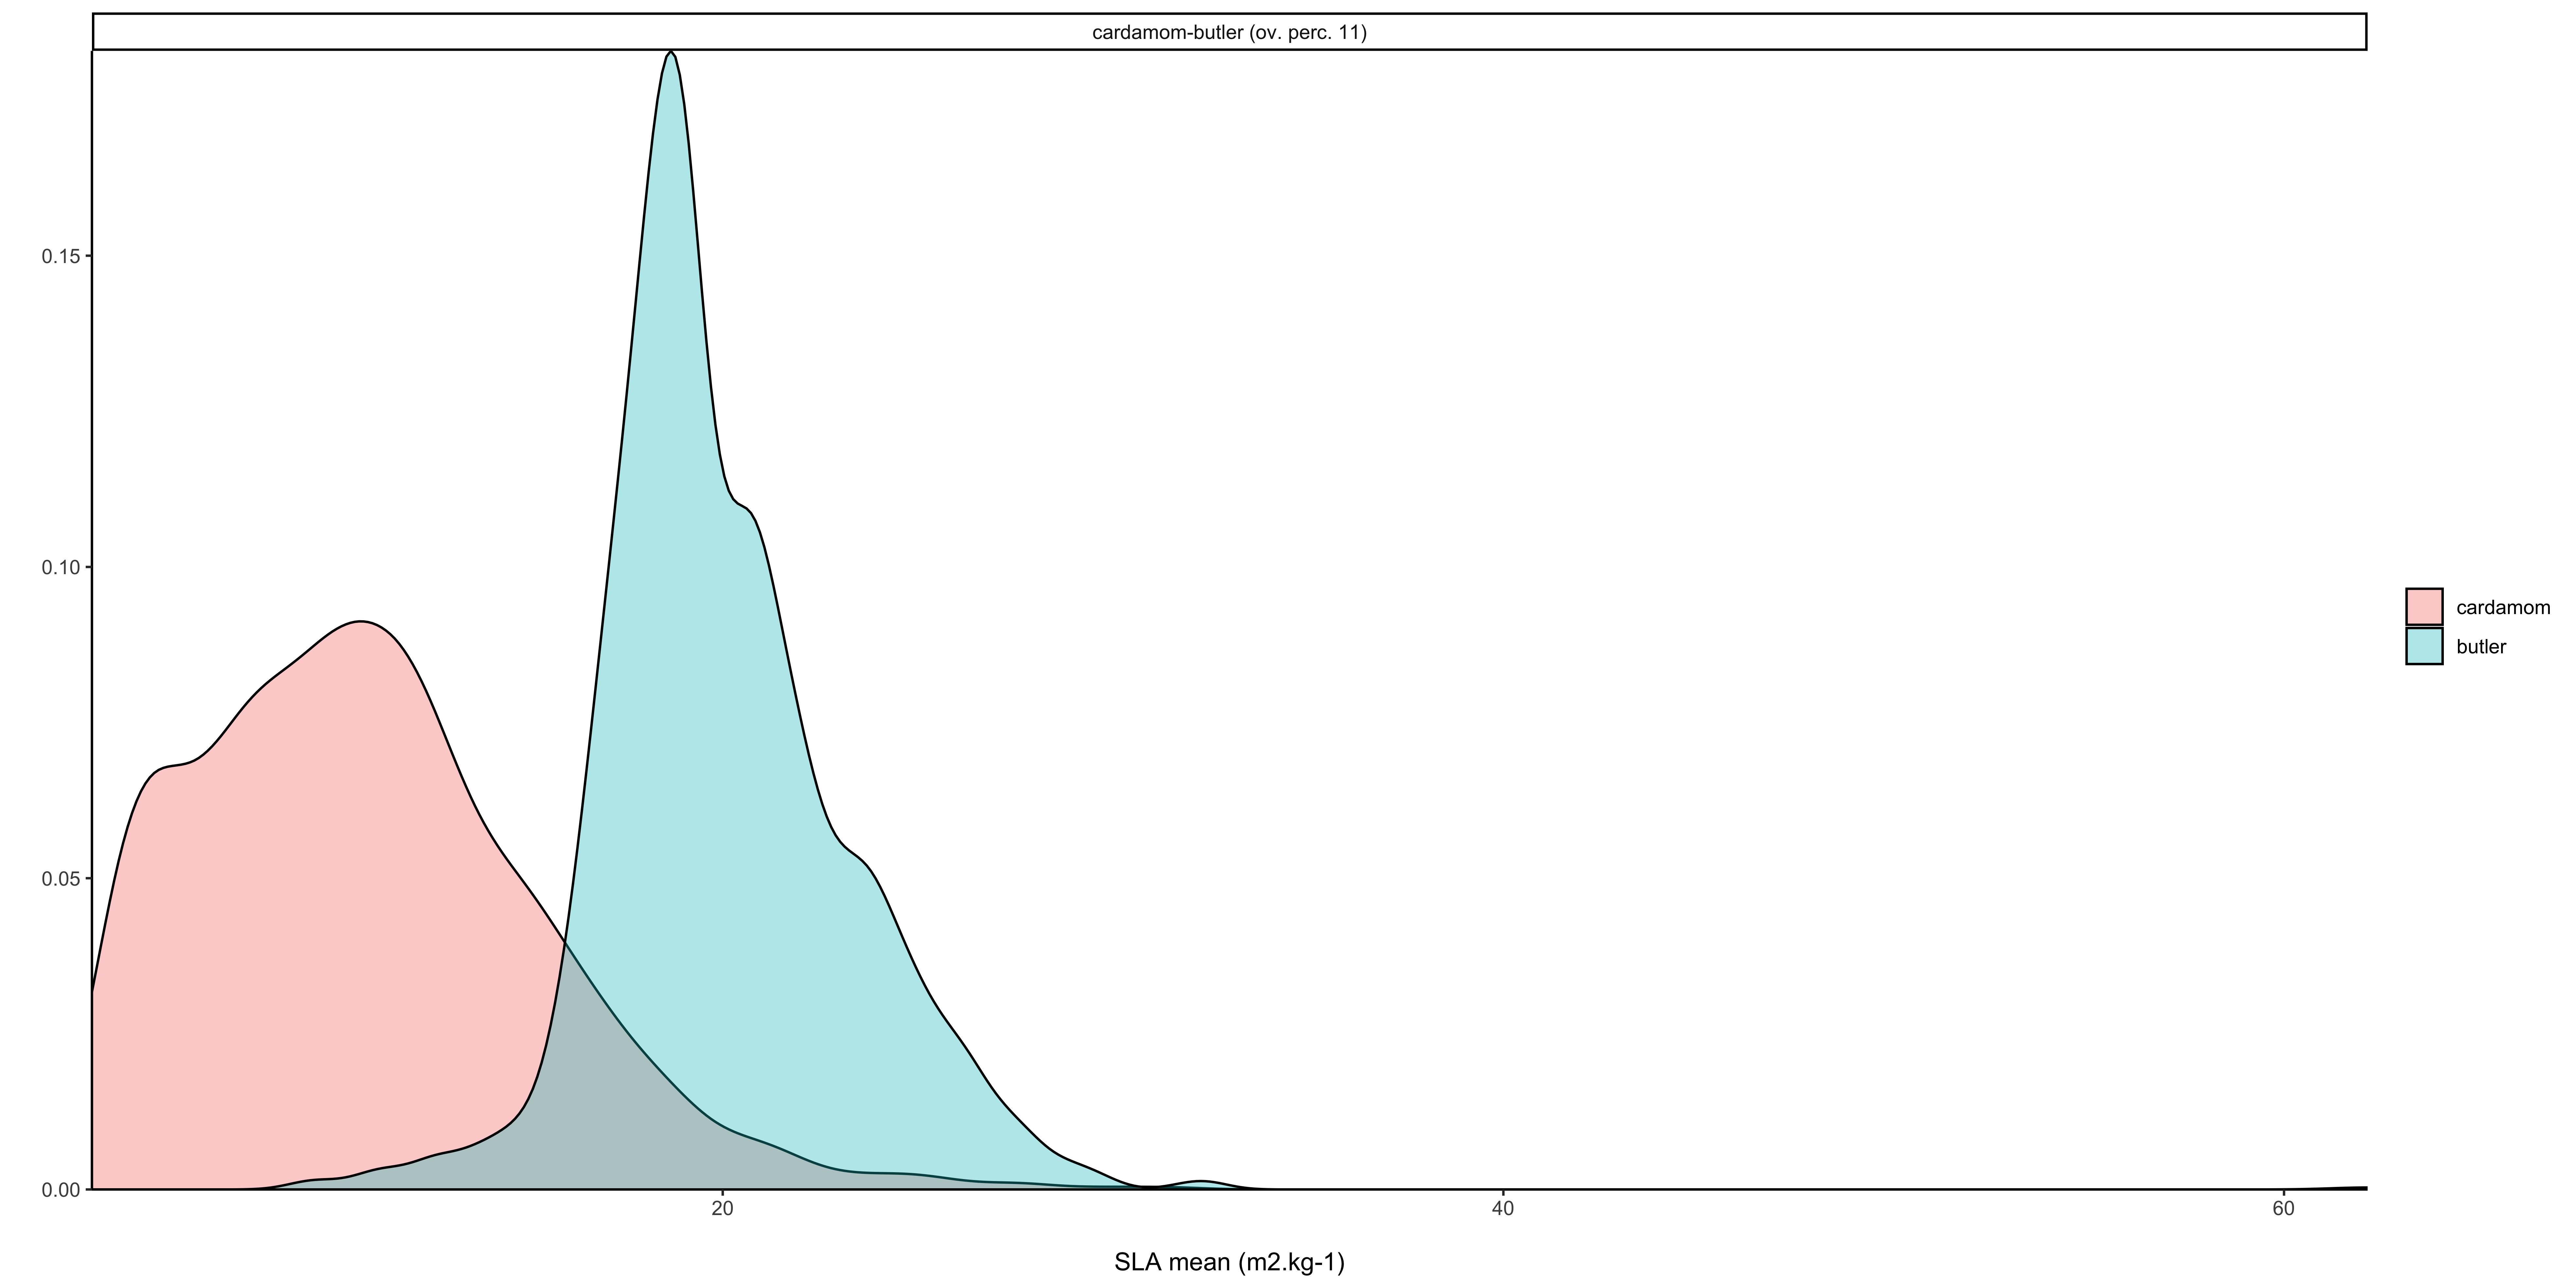 cardamom-butler (ov. perc. 11)
0.15
0.10
0.05
0.00
20
40
60
SLA mean (m2.kg-1)
cardamom
butler